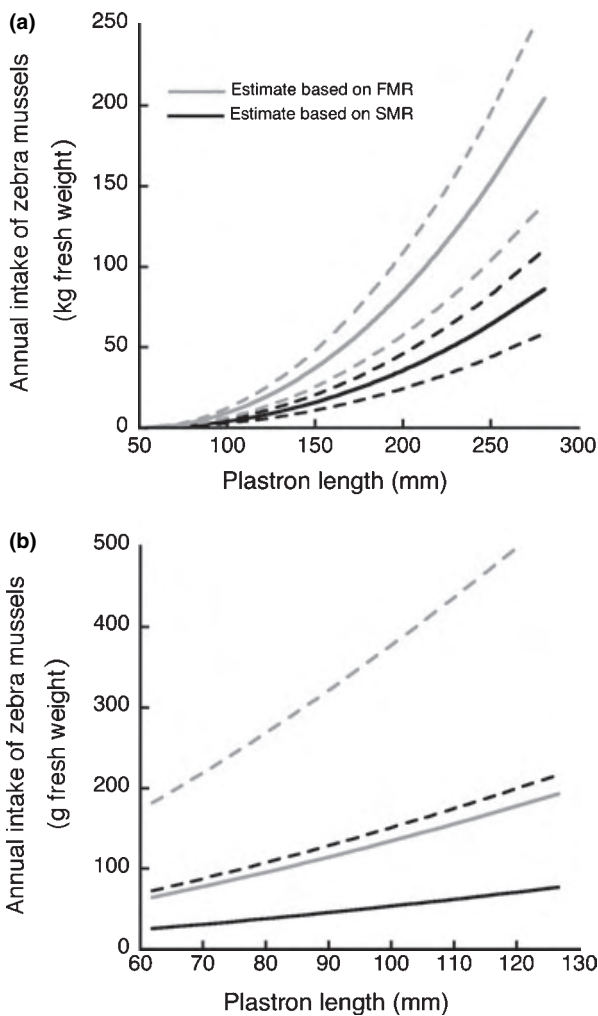 (a)
250
200
150
100
50
0
Annual intake of zebra mussels
(kg fresh weight)
Estimate based on FMR
Estimate based on SMR
50 100 150 200 250 300
Plastron length (mm)
(b)
500
400
300
200
100
0
Annual intake of zebra mussels
(g fresh weight)
60 70 80 90 100 110 120 130
Plastron length (mm)